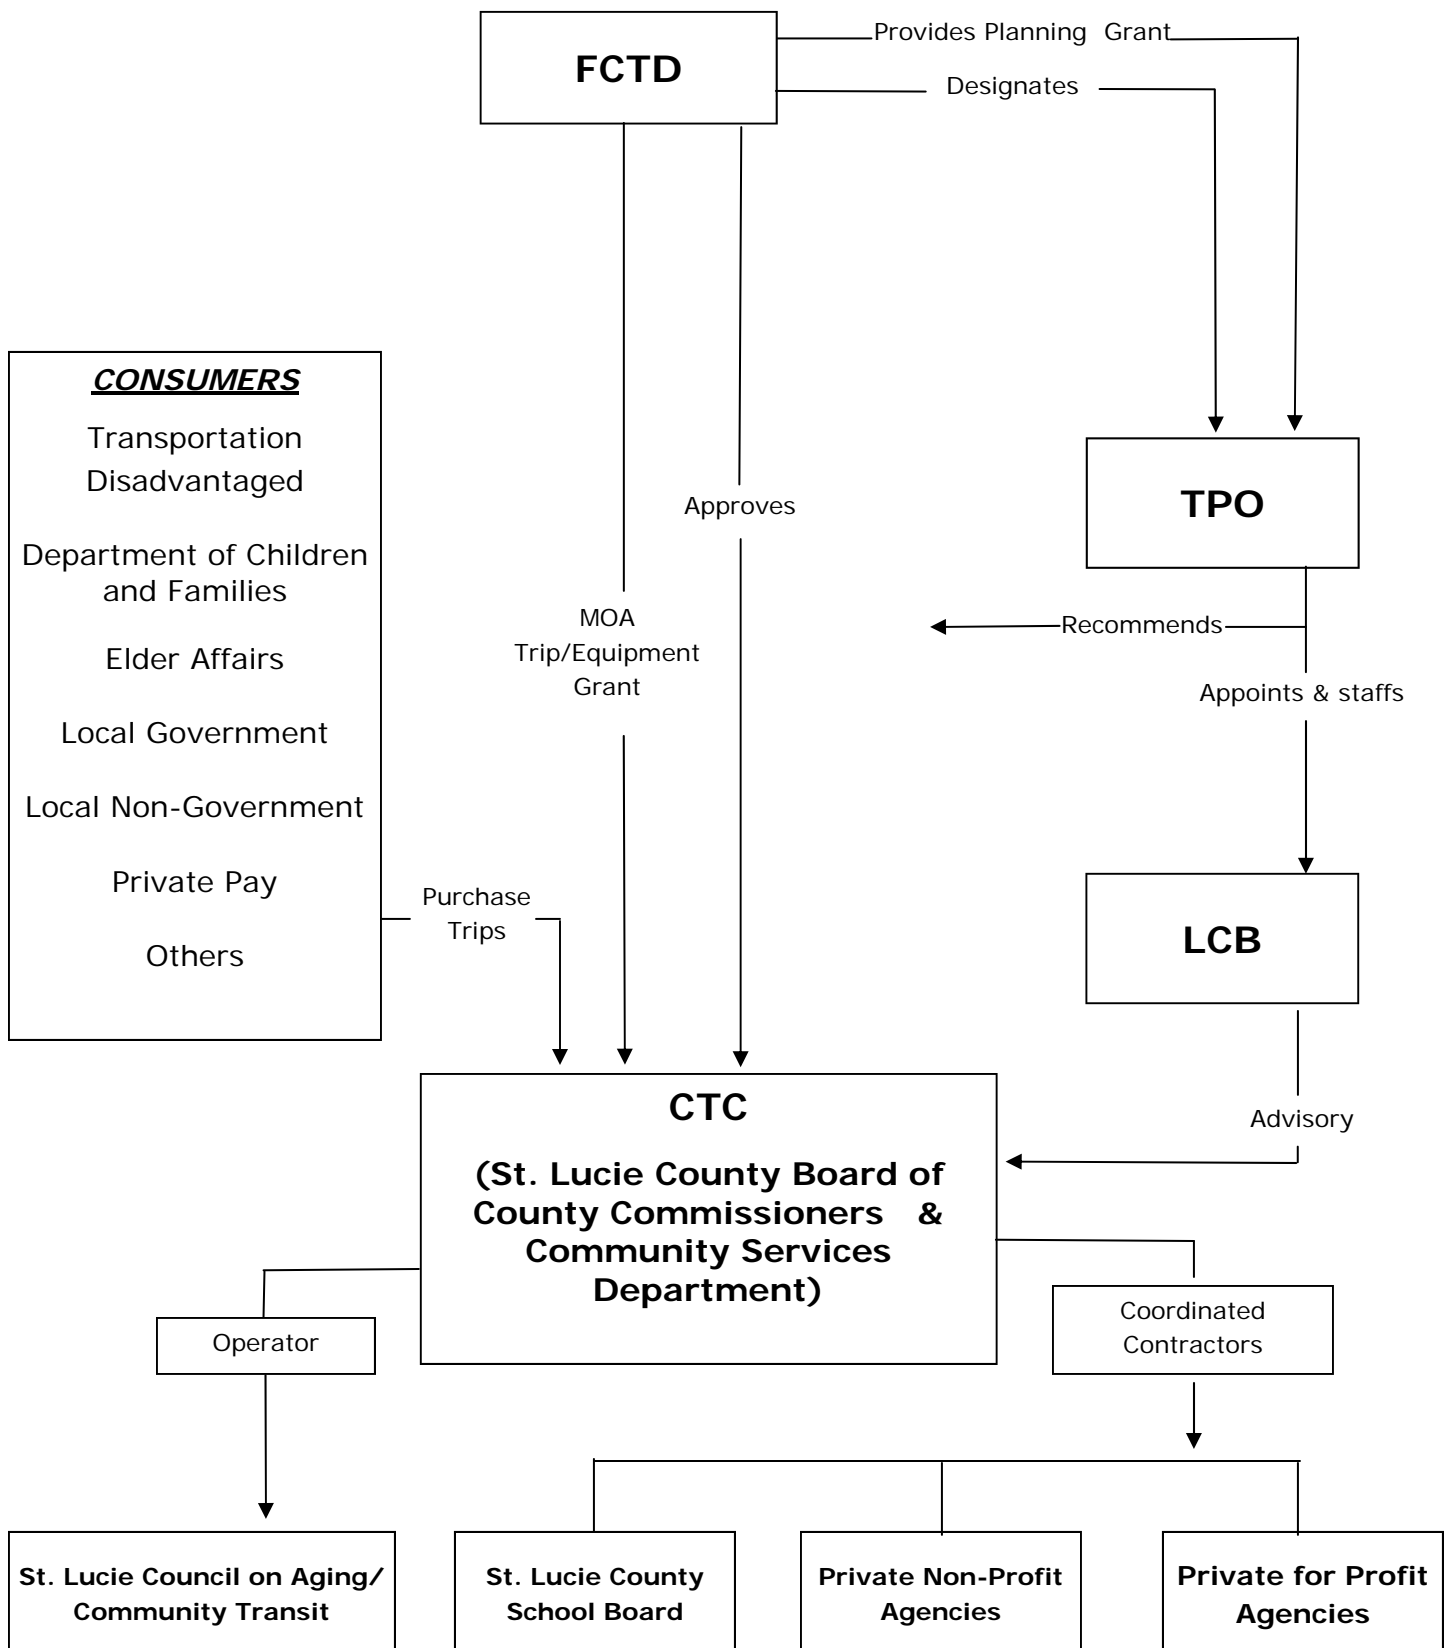 FCTD
Provides Planning Grant
Designates
CONSUMERS
Transportation
Disadvantaged
Department of Children
and Families
Elder Affairs
Local Government
Local Non-Government
Private Pay
Others
Approves
MOA
Trip/Equipment
Grant
TPO
Recommends
Appoints & staffs
Purchase
Trips
LCB
Advisory
CTC
(St. Lucie County Board of
County Commissioners &
Community Services
Department)
Operator
Coordinated
Contractors
St. Lucie Council on Aging/
Community Transit
St. Lucie County
School Board
Private Non-Profit
Agencies
Private for Profit
Agencies